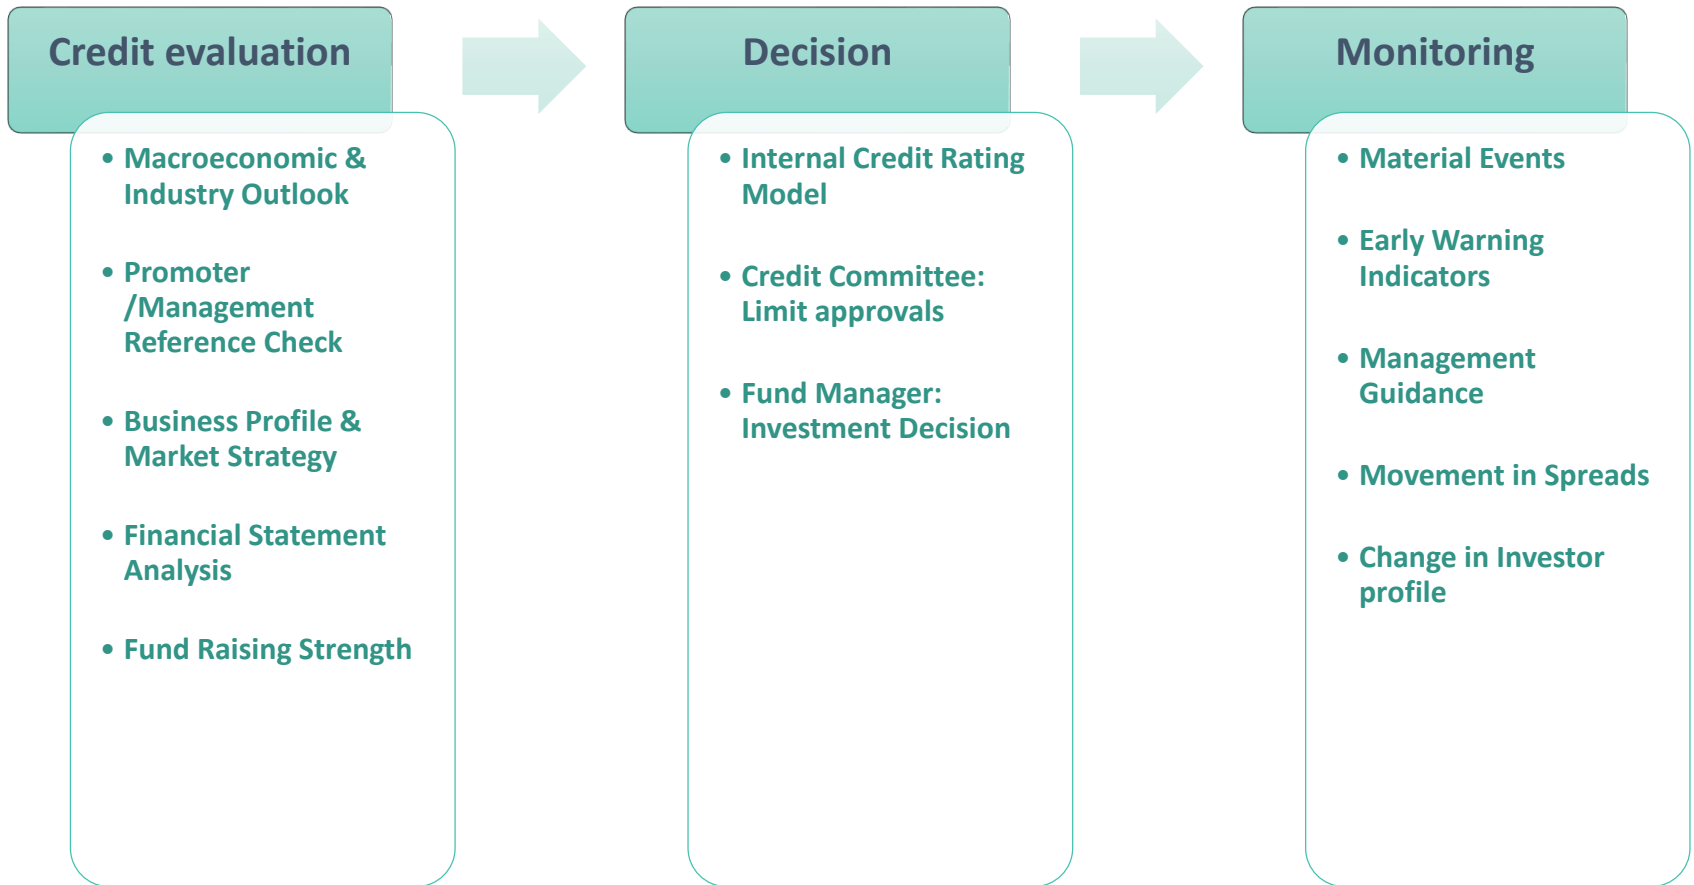 Credit evaluation
• Macroeconomic &
Industry Outlook
• Promoter
/Management
Reference Check
• Business Profile &
Market Strategy
• Financial Statement
Analysis
• Fund Raising Strength
Decision
• Internal Credit Rating
Model
• Credit Committee:
Limit approvals
• Fund Manager:
Investment Decision
Monitoring
• Material Events
• Early Warning
Indicators
• Management
Guidance
• Movement in Spreads
• Change in Investor
profile